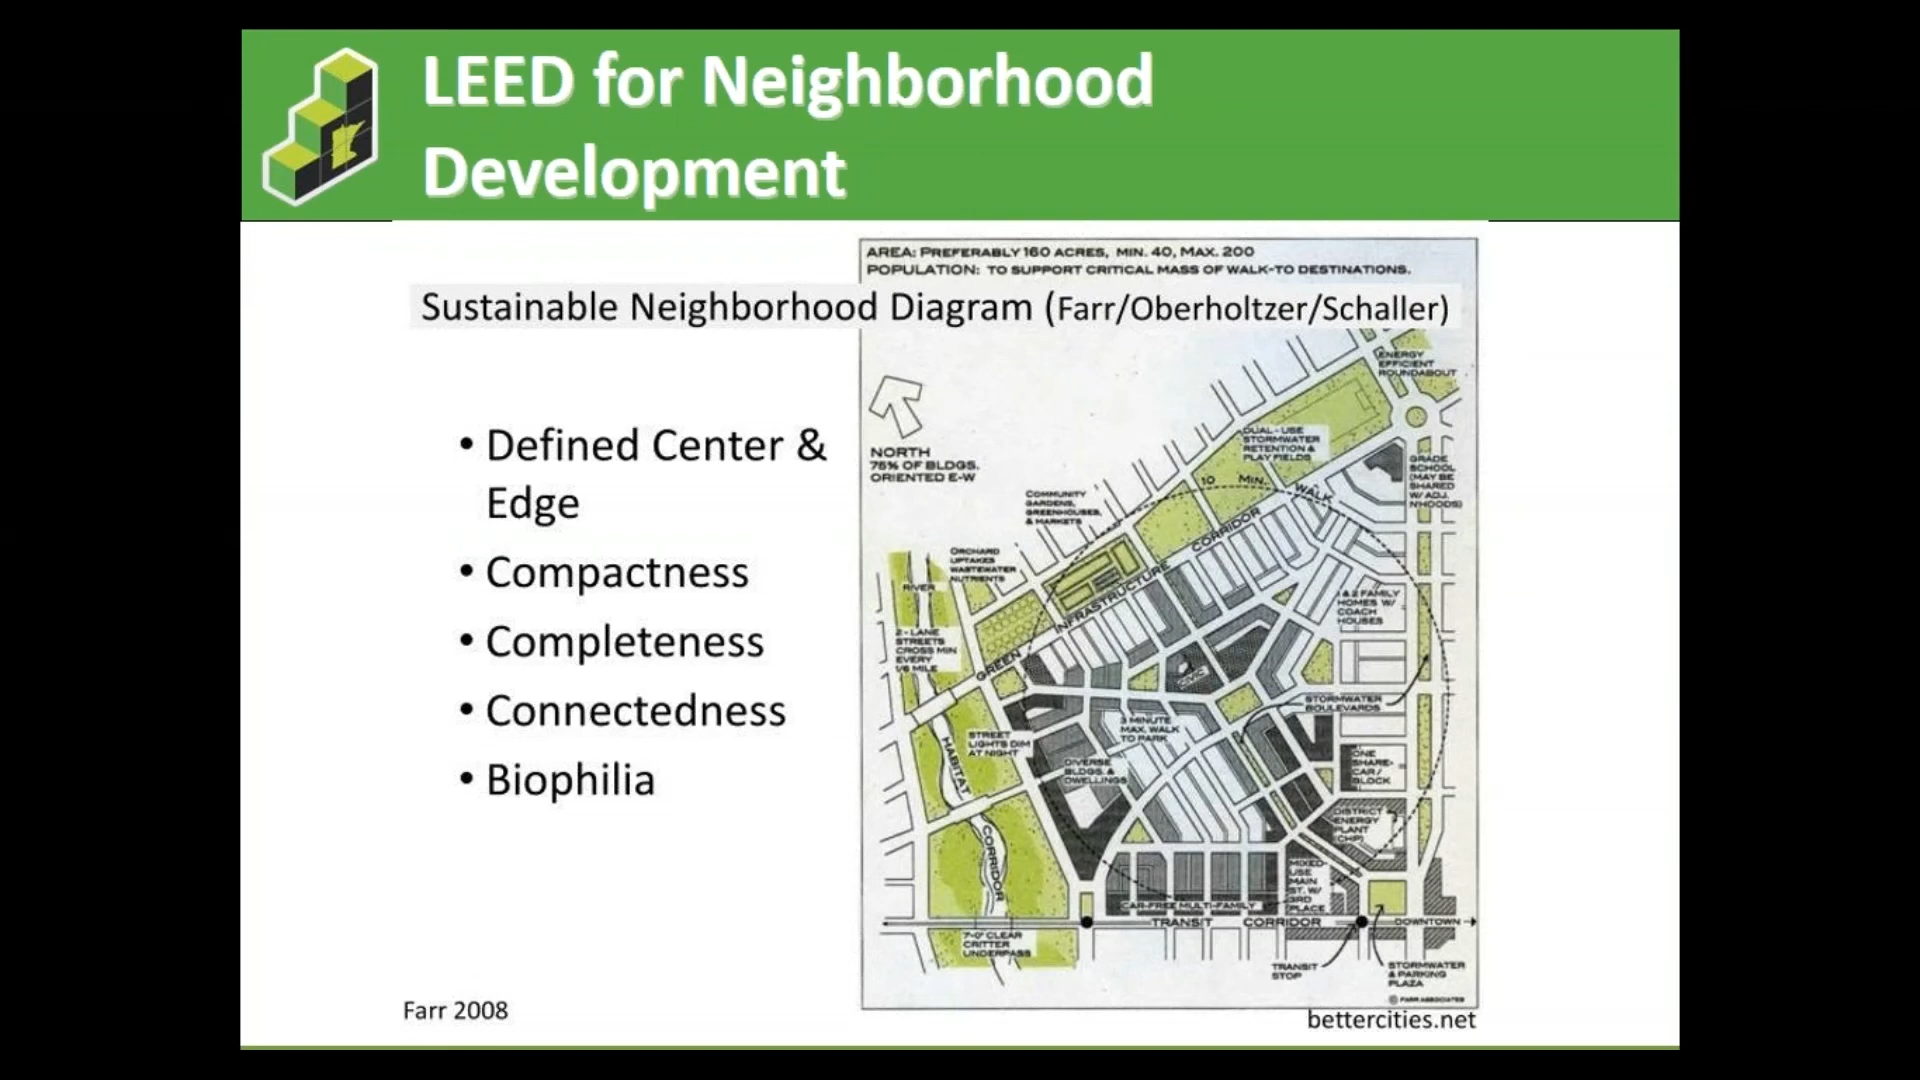 LEED for Neighborhood
Development
AREA: PREFERABLY 160 ACRES, MIN. 40, MAX. 200
POPULATION: TO SUPPORT CRITICAL MASS OF WALK-TO DESTINATIONS.
Sustainable Neighborhood Diagram (Farr/Oberholtzer/Schaller)
• Defined Center &
Edge
• Compactness
• Completeness
• Connectedness
• Biophilia
NORTH
75% OF BLDGS.
ORIENTED E-W
ENERGY
EFFICIENT
ROUNDABOUT
DUAL-USE
STORMWATER
RETENTION &
PLAY FIELDS
GRADE
SCHOOL
(MAY BE
SHARED
W/ ADJ.
N'HOODS)
10 MIN. WALK
COMMUNITY
GARDENS,
GREENHOUSES,
& MARKETS
ORCHARD
UPTAKES
WASTEWATER
NUTRIENTS
RIVER
2-LANE
STREETS
CROSS MIN
EVERY
1/6 MILE
GREEN INFRASTRUCTURE CORRIDOR
1 & 2 FAMILY
HOMES W/
COACH
HOUSES
CIVIC
STORMWATER
BOULEVARDS
3 MINUTE
MAX. WALK
TO PARK
STREET
LIGHTS DIM
AT NIGHT
DIVERSE
BLDGS. &
DWELLINGS
ONE
SHARE-
CAR/
BLOCK
HABITAT CORRIDOR
DISTRICT
ENERGY
PLANT
(CHP)
MIXED-
USE
MAIN
ST. W/
3RD
PLACE
CAR-FREE MULTI-FAMILY
TRANSIT CORRIDOR
DOWNTOWN
7'-0" CLEAR
CRITTER
UNDERPASS
TRANSIT
STOP
STORMWATER
& PARKING
PLAZA
© FARR ASSOCIATES
Farr 2008
bettercities.net